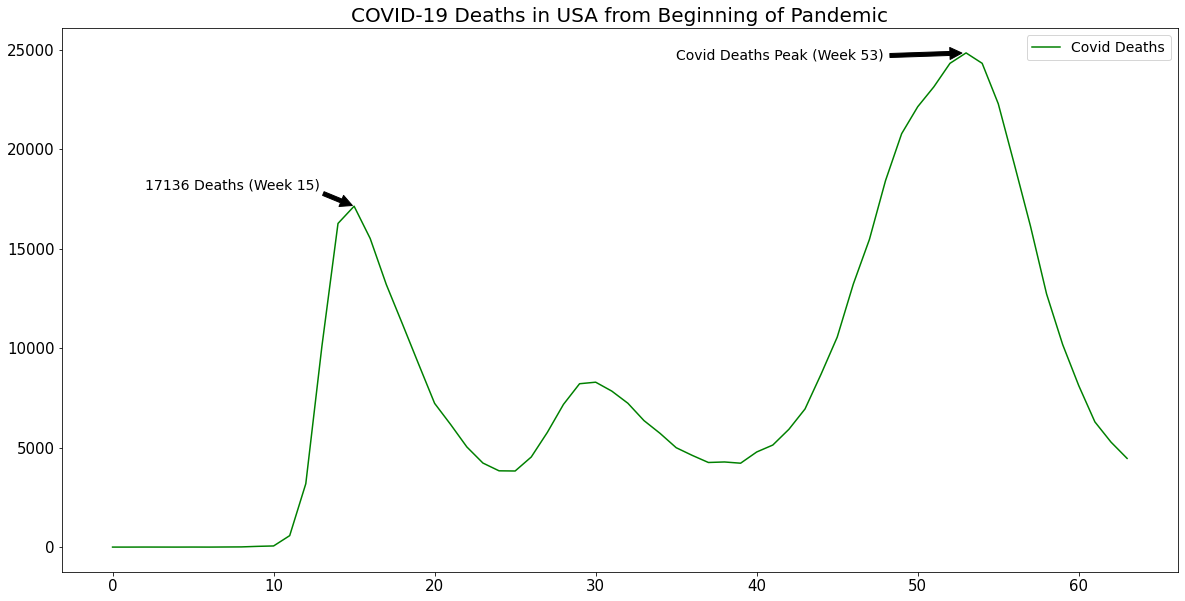 COVID-19 Deaths in USA from Beginning of Pandemic
Covid Deaths
Covid Deaths Peak (Week 53)
17136 Deaths (Week 15)
25000
20000
15000
10000
5000
0
0 10 20 30 40 50 60